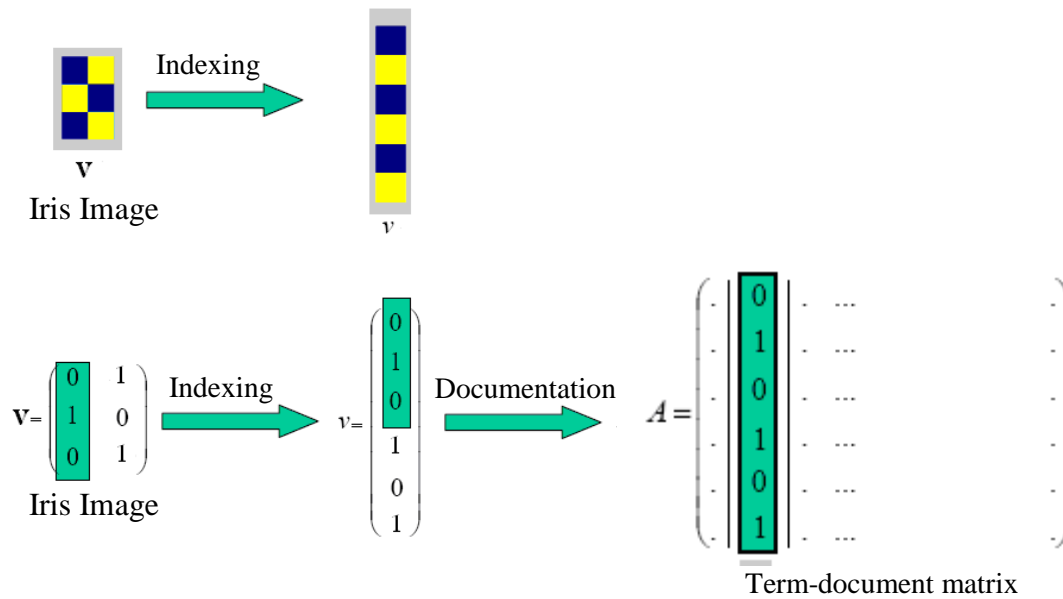 Indexing
v
Iris Image
v
v= 0 1
1 0
0 1
Indexing
Iris Image
v=
0
1
0
1
0
1
Documentation
A=
. 0 . ... .
. 1 . ... .
. 0 . ... .
. 1 . ... .
. 0 . ... .
. 1 . ... .
Term-document matrix